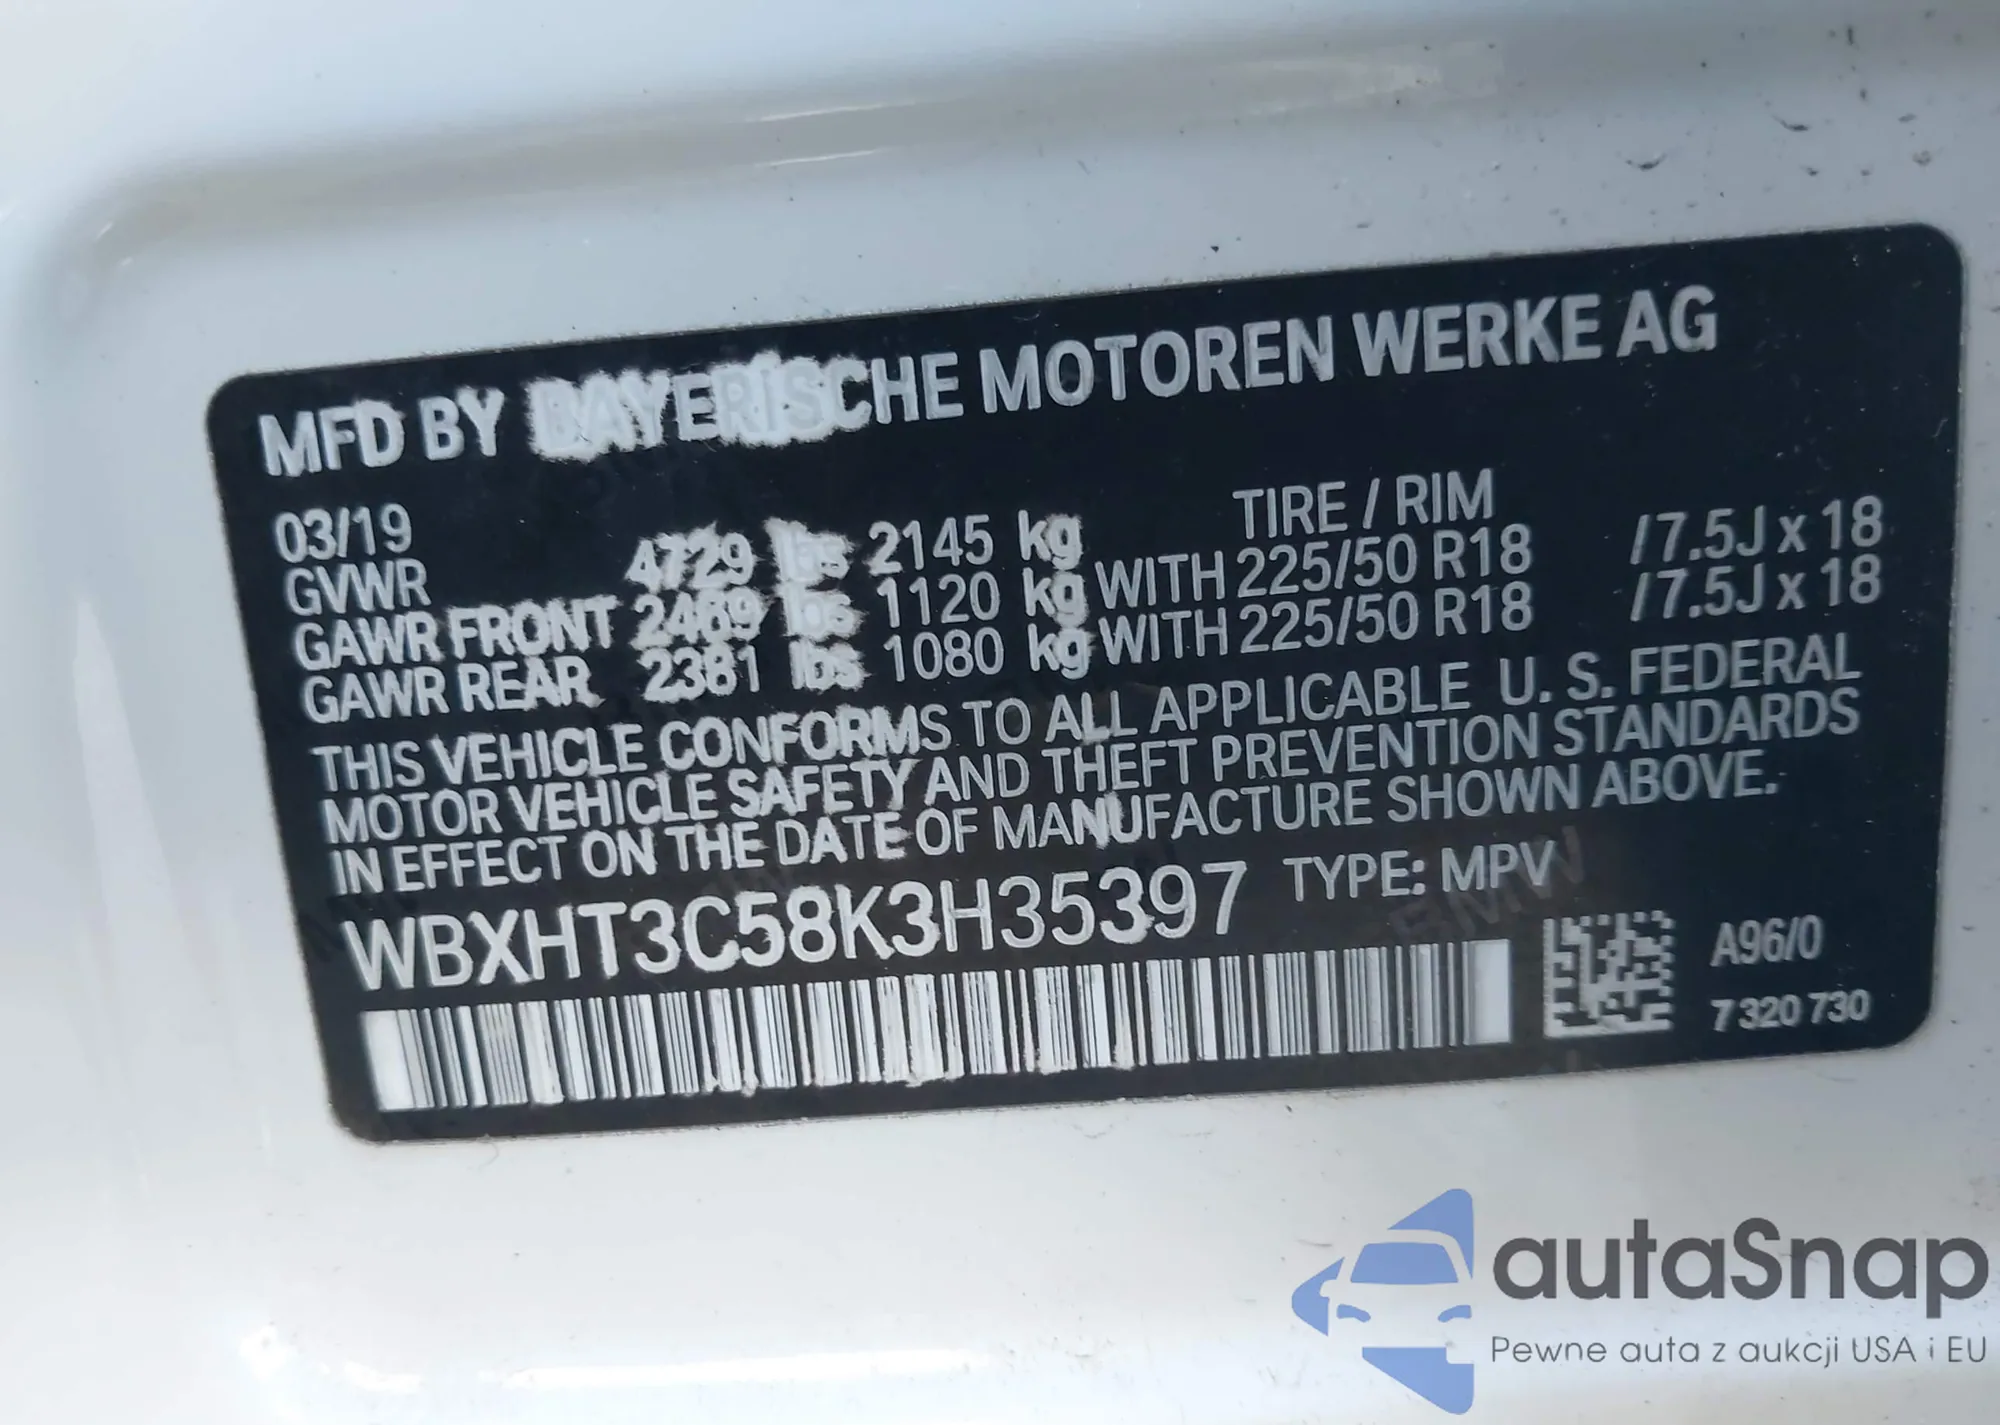 MFD BY BAYERISCHE MOTOREN WERKE AG
03/19 TIRE / RIM
GVWR 4729 lbs 2145 kg
GAWR FRONT 2469 lbs 1120 kg WITH 225/50 R18 /7.5J x 18
GAWR REAR 2381 lbs 1080 kg WITH 225/50 R18 /7.5J x 18
THIS VEHICLE CONFORMS TO ALL APPLICABLE U. S. FEDERAL
MOTOR VEHICLE SAFETY AND THEFT PREVENTION STANDARDS
IN EFFECT ON THE DATE OF MANUFACTURE SHOWN ABOVE.
WBXHT3C58K3H35397 TYPE: MPV
BMW
A96/0
7 320 730
autaSnap
Pewne auta z aukcji USA i EU